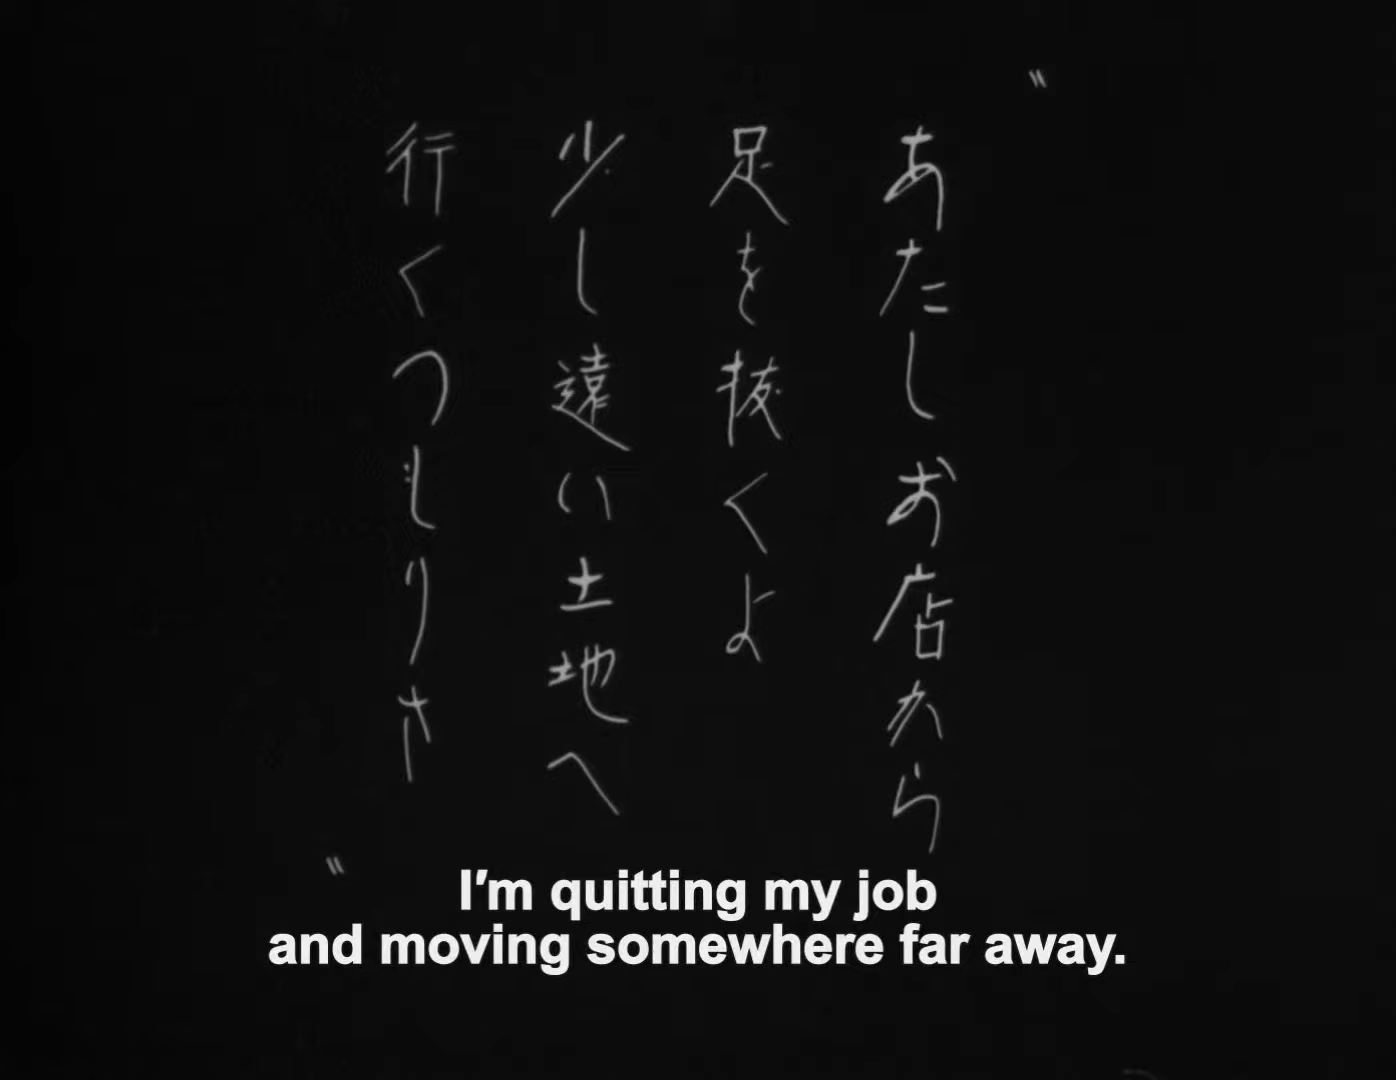 〝
あたしお店から
足を抜くよ
少し遠い土地へ
行くつもりさ
〟
I'm quitting my job
and moving somewhere far away.